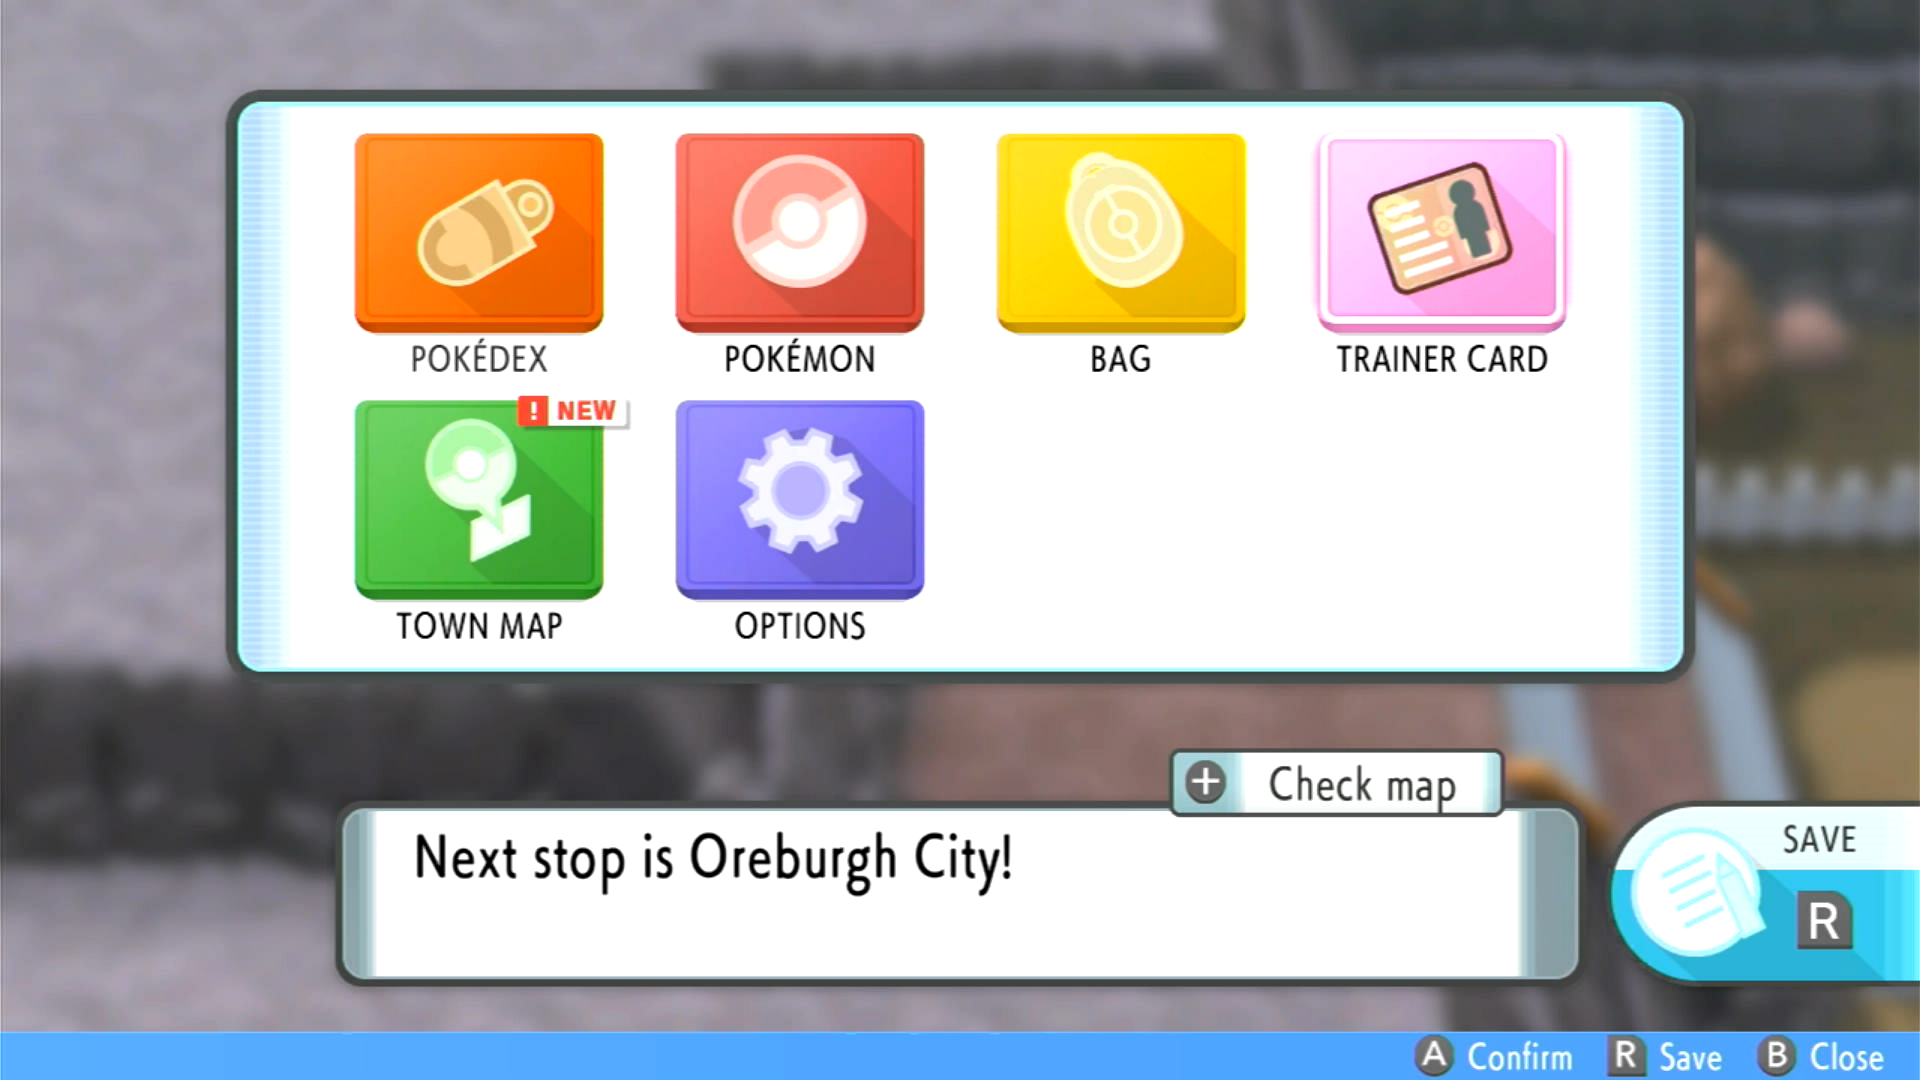 POKÉDEX
POKÉMON
BAG
TRAINER CARD
! NEW
TOWN MAP
OPTIONS
+ Check map
Next stop is Oreburgh City!
SAVE
R
A Confirm R Save B Close